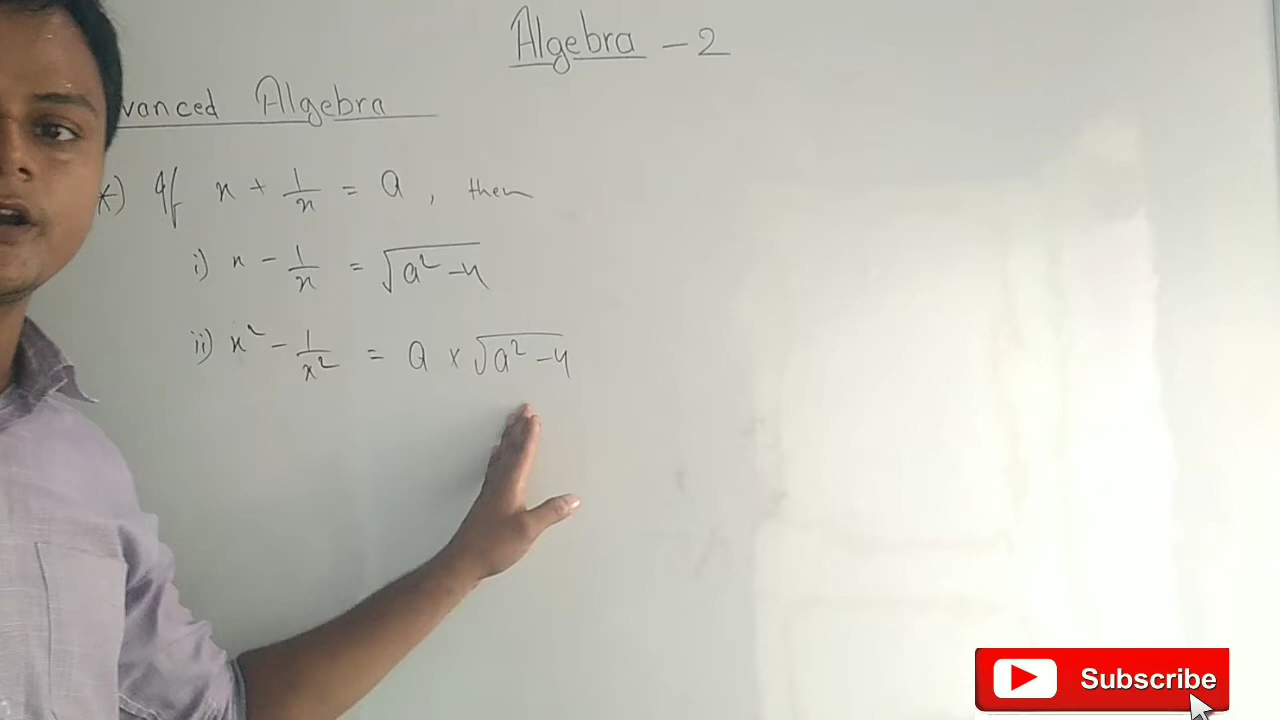 Algebra - 2
vanced Algebra
*) If x + 1/x = a, then
i) x - 1/x = √(a² - 4)
ii) x² - 1/x² = a × √(a² - 4)
Subscribe